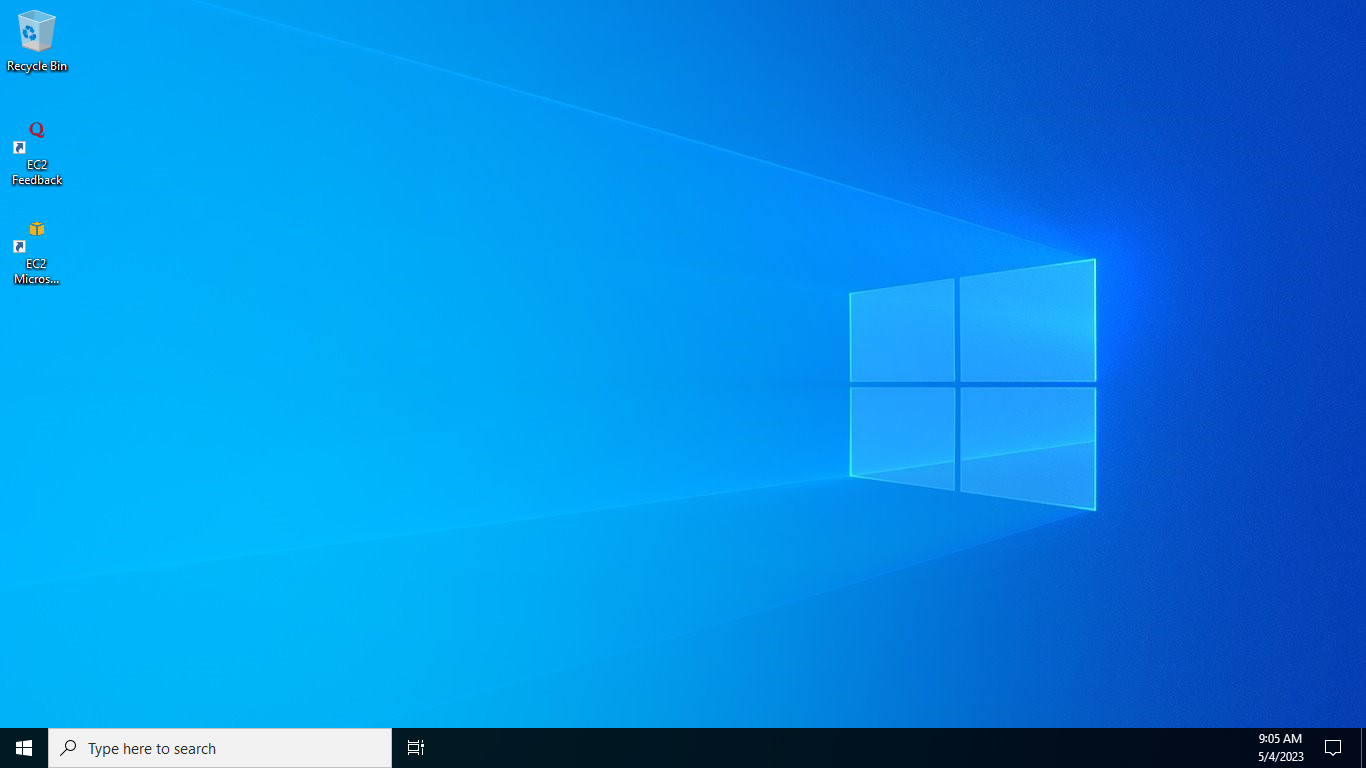 Recycle Bin
EC2
Feedback
EC2
Micros...
Type here to search
9:05 AM
5/4/2023